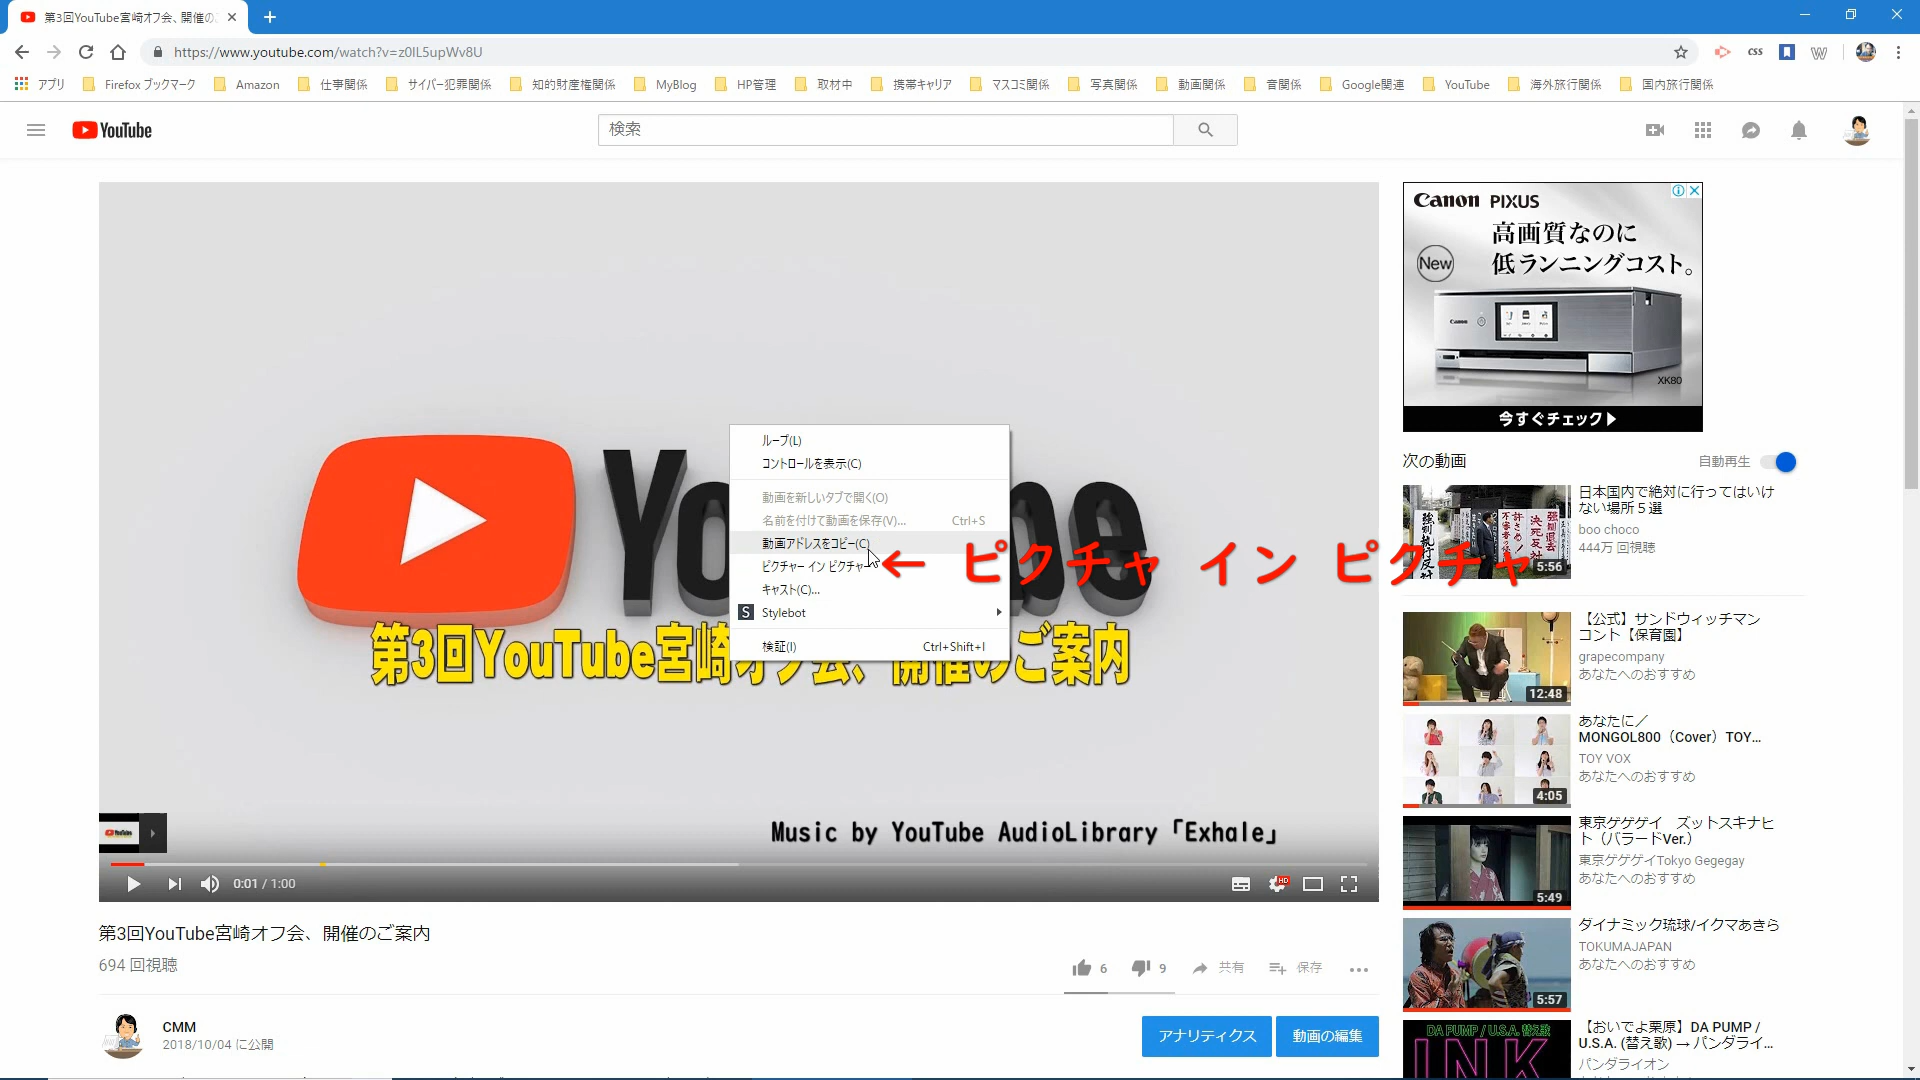 第3回YouTube宮崎オフ会、開催の
https://www.youtube.com/watch?v=z0IL5upWv8U
css
アプリ Firefox ブックマーク Amazon 仕事関係 サイバー犯罪関係 知的財産権関係 MyBlog HP管理 取材中 携帯キャリア マスコミ関係 写真関係 動画関係 音関係 Google関連 YouTube 海外旅行関係 国内旅行関係
YouTube
検索
Canon PIXUS
高画質なのに
New
低ランニングコスト。
XK80
今すぐチェック
ループ(L)
コントロールを表示(C)
動画を新しいタブで開く(O)
名前を付けて動画を保存(V)... Ctrl+S
動画アドレスをコピー(C)
ピクチャー イン ピクチャー
キャスト(C)...
S Stylebot
検証(I) Ctrl+Shift+I
← ピクチャ イン ピクチャ
第3回YouTube宮崎オフ会、開催のご案内
Music by YouTube AudioLibrary「Exhale」
0:01 / 1:00
HD
第3回YouTube宮崎オフ会、開催のご案内
694 回視聴
6 9 共有 保存
CMM
2018/10/04 に公開
アナリティクス 動画の編集
次の動画 自動再生
日本国内で絶対に行ってはいけ
ない場所５選
boo choco
444万 回視聴
5:56
【公式】サンドウィッチマン
コント【保育園】
grapecompany
あなたへのおすすめ
12:48
あなたに／
MONGOL800（Cover）TOY...
TOY VOX
あなたへのおすすめ
4:05
東京ゲゲゲイ　ズットスキナヒ
ト（バラードVer.）
東京ゲゲゲイTokyo Gegegay
あなたへのおすすめ
5:49
ダイナミック琉球/イクマあきら
TOKUMAJAPAN
あなたへのおすすめ
5:57
【おいでよ栗原】DA PUMP /
U.S.A. (替え歌) → パンダライ...
パンダライオン
DA PUMP / U.S.A. 替え歌
INK